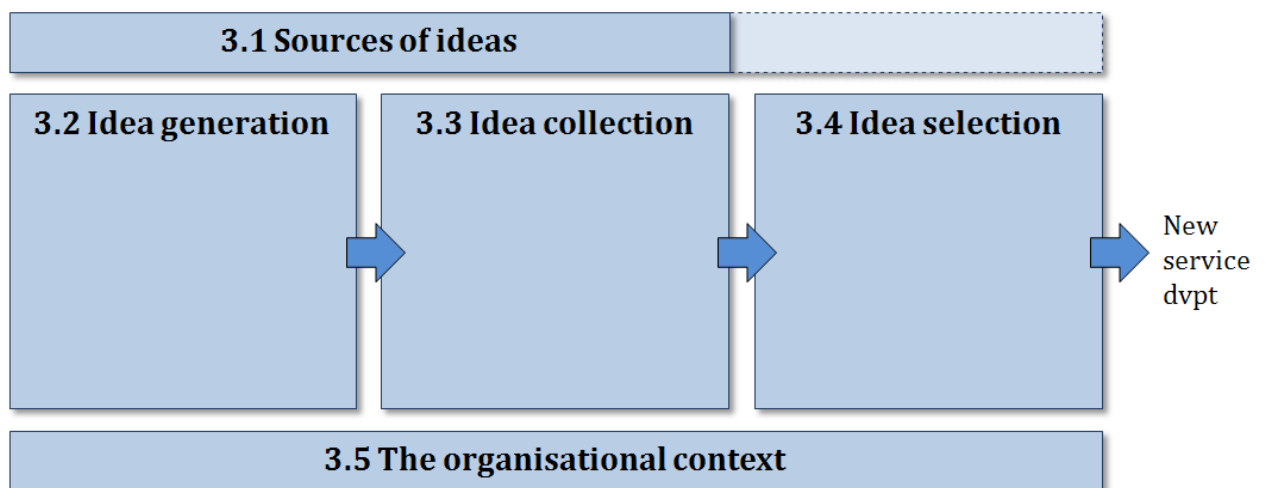 3.1 Sources of ideas
3.2 Idea generation
3.3 Idea collection
3.4 Idea selection
New
service
dvpt
3.5 The organisational context